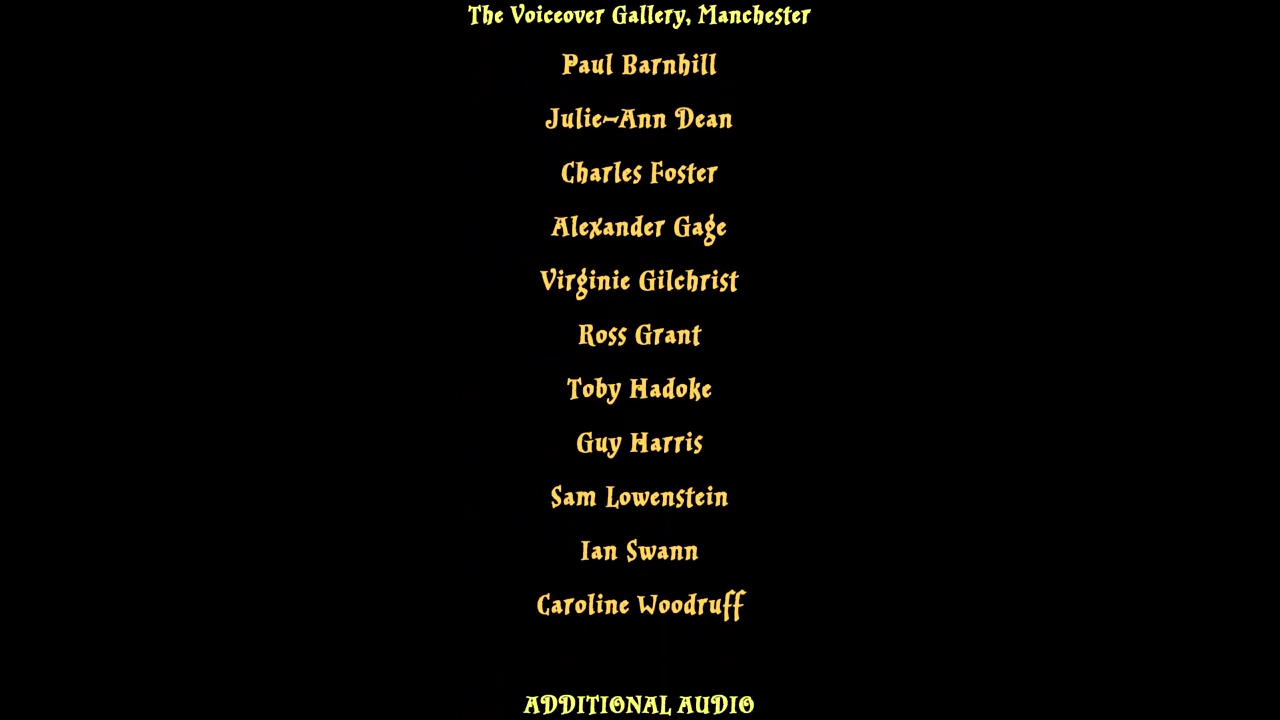 The Voiceover Gallery, Manchester
Paul Barnhill
Julie-Ann Dean
Charles Foster
Alexander Gage
Virginie Gilchrist
Ross Grant
Toby Hadoke
Guy Harris
Sam Lowenstein
Ian Swann
Caroline Woodruff
ADDITIONAL AUDIO